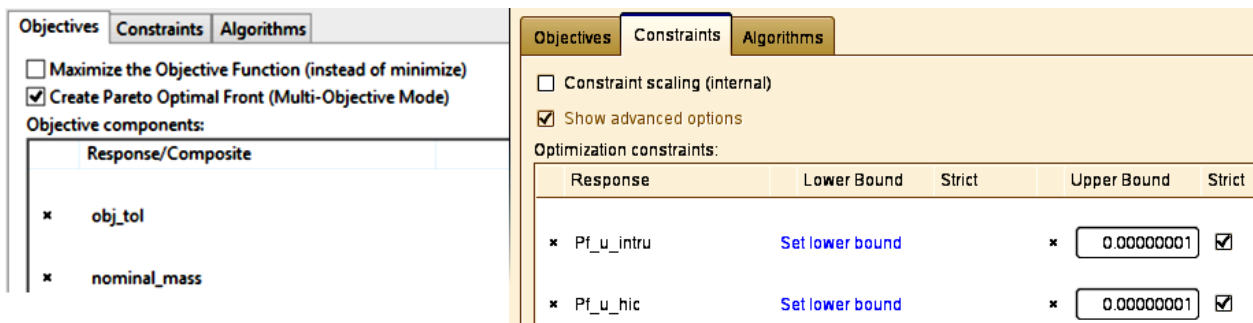 Objectives Constraints Algorithms
Maximize the Objective Function (instead of minimize)
Create Pareto Optimal Front (Multi-Objective Mode)
Objective components:
Response/Composite
obj_tol
nominal_mass
Objectives Constraints Algorithms
Constraint scaling (internal)
Show advanced options
Optimization constraints:
Response Lower Bound Strict Upper Bound Strict
Pf_u_intru Set lower bound 0.00000001
Pf_u_hic Set lower bound 0.00000001